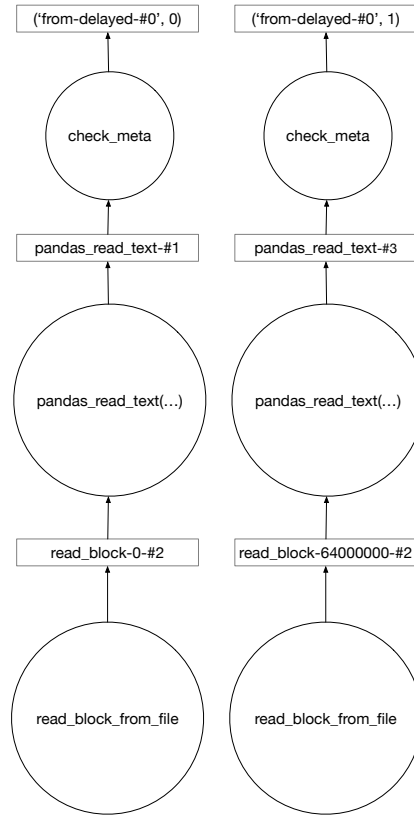 (‘from-delayed-#0’, 0)
(‘from-delayed-#0’, 1)
check_meta
check_meta
pandas_read_text-#1
pandas_read_text-#3
pandas_read_text(…)
pandas_read_text(…)
read_block-0-#2
read_block-64000000-#2
read_block_from_file
read_block_from_file